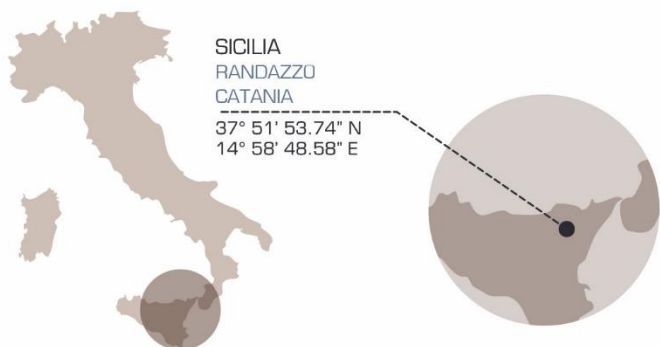 SICILIA
RANDAZZO
CATANIA
37° 51' 53.74" N
14° 58' 48.58" E